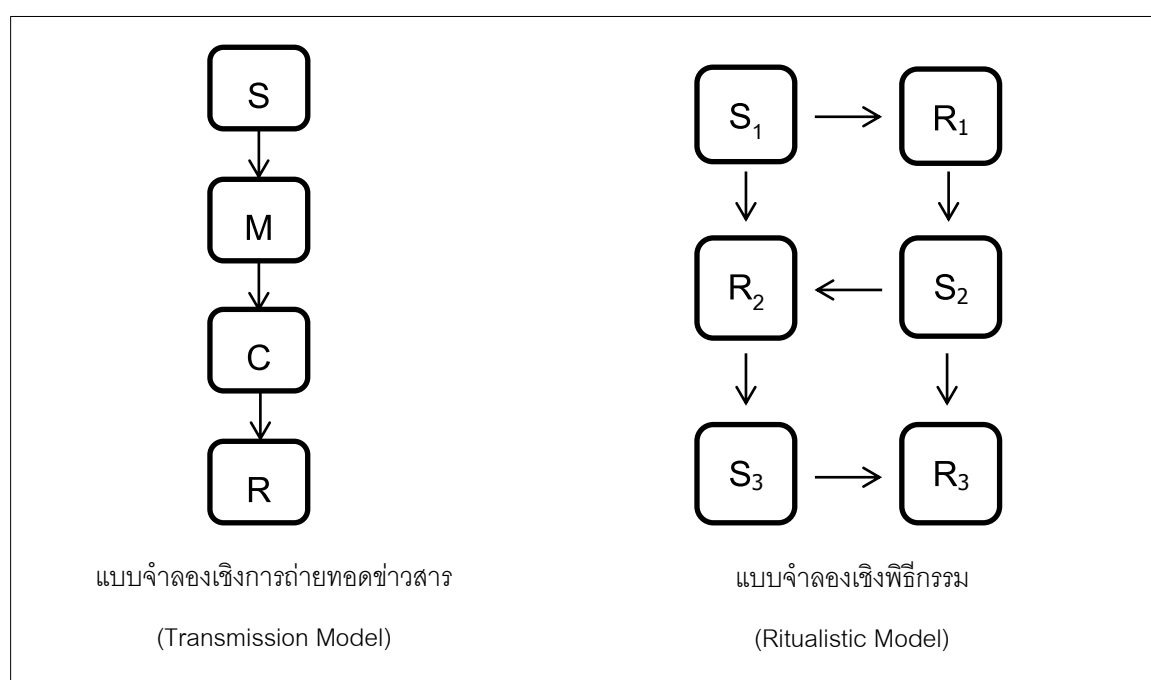 S
M
C
R
แบบจำลองเชิงการถ่ายทอดข่าวสาร
(Transmission Model)
S₁ R₁
R₂ S₂
S₃ R₃
แบบจำลองเชิงพิธีกรรม
(Ritualistic Model)